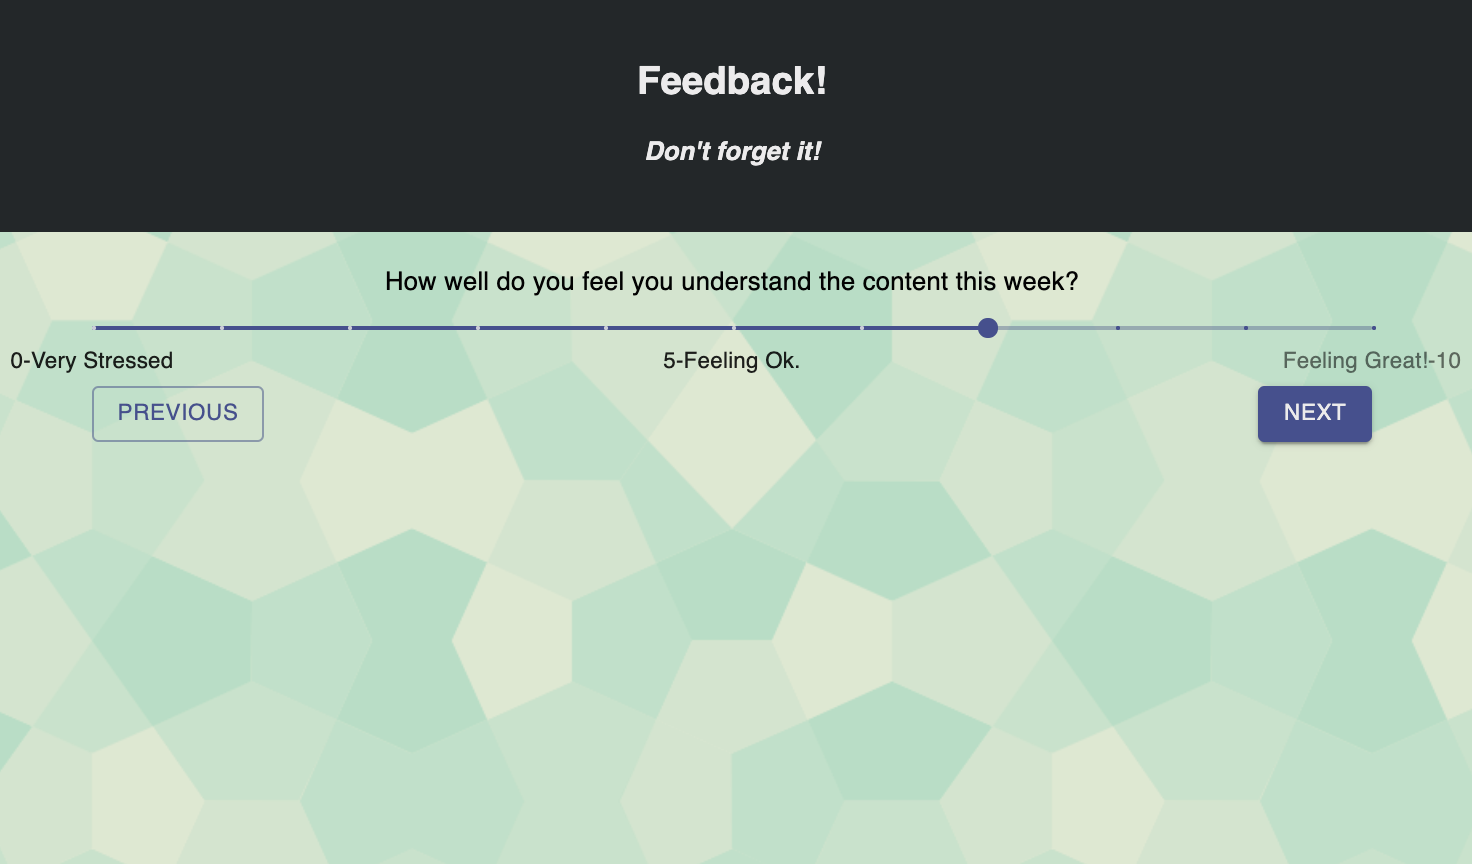 Feedback!
Don't forget it!
How well do you feel you understand the content this week?
0-Very Stressed
5-Feeling Ok.
Feeling Great!-10
PREVIOUS
NEXT